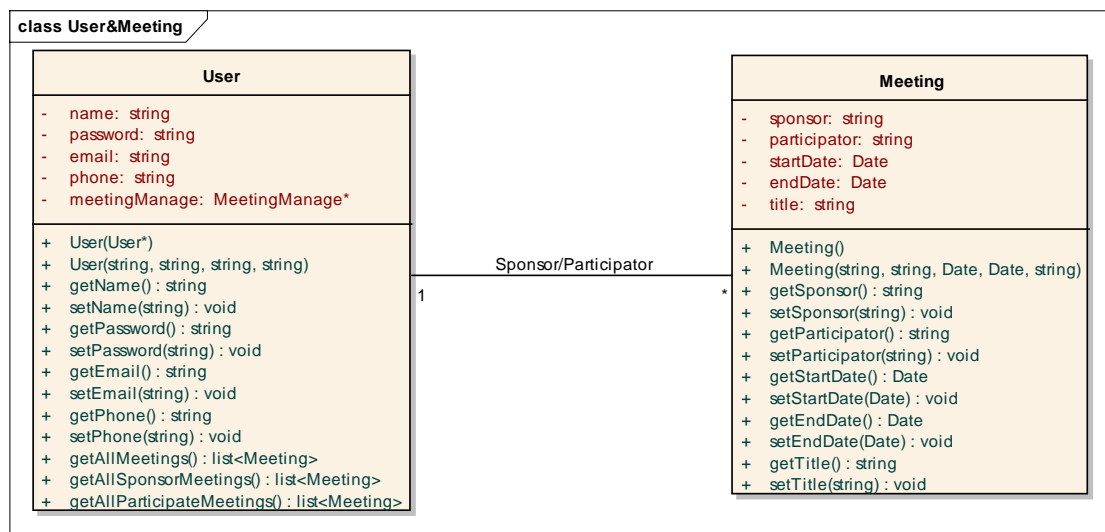 class User&Meeting
User
- name: string
- password: string
- email: string
- phone: string
- meetingManage: MeetingManage*
+ User(User*)
+ User(string, string, string, string)
+ getName() : string
+ setName(string) : void
+ getPassword() : string
+ setPassword(string) : void
+ getEmail() : string
+ setEmail(string) : void
+ getPhone() : string
+ setPhone(string) : void
+ getAllMeetings() : list<Meeting>
+ getAllSponsorMeetings() : list<Meeting>
+ getAllParticipateMeetings() : list<Meeting>
Sponsor/Participator
1
*
Meeting
- sponsor: string
- participator: string
- startDate: Date
- endDate: Date
- title: string
+ Meeting()
+ Meeting(string, string, Date, Date, string)
+ getSponsor() : string
+ setSponsor(string) : void
+ getParticipator() : string
+ setParticipator(string) : void
+ getStartDate() : Date
+ setStartDate(Date) : void
+ getEndDate() : Date
+ setEndDate(Date) : void
+ getTitle() : string
+ setTitle(string) : void